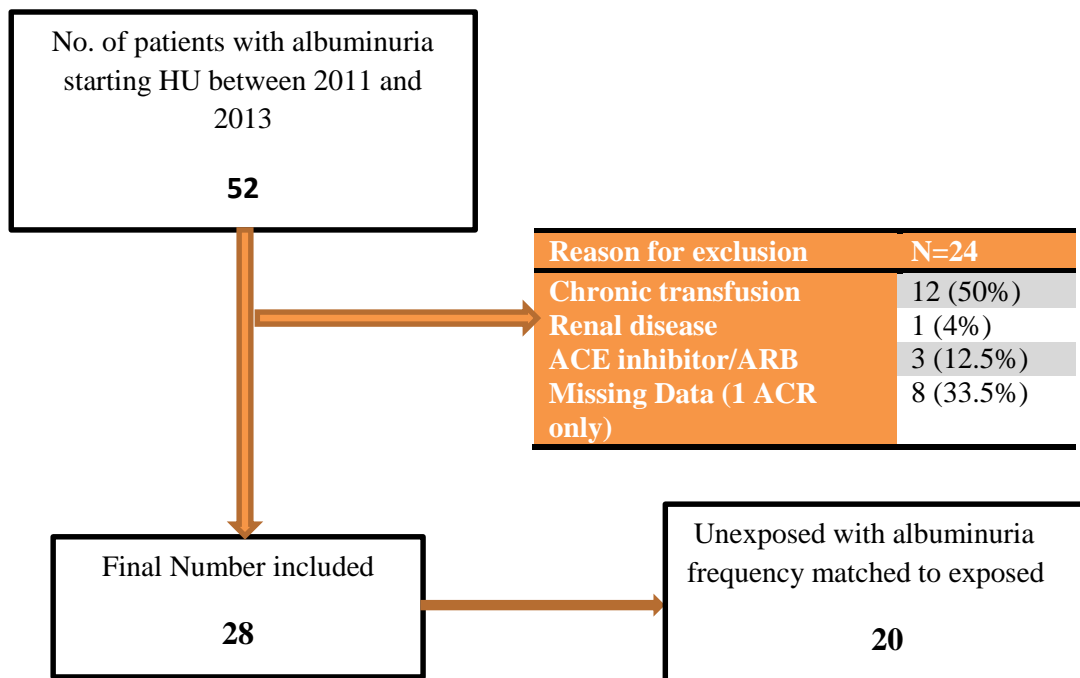 No. of patients with albuminuria
starting HU between 2011 and
2013
52
Reason for exclusion N=24
Chronic transfusion 12 (50%)
Renal disease 1 (4%)
ACE inhibitor/ARB 3 (12.5%)
Missing Data (1 ACR 8 (33.5%)
only)
Final Number included
28
Unexposed with albuminuria
frequency matched to exposed
20